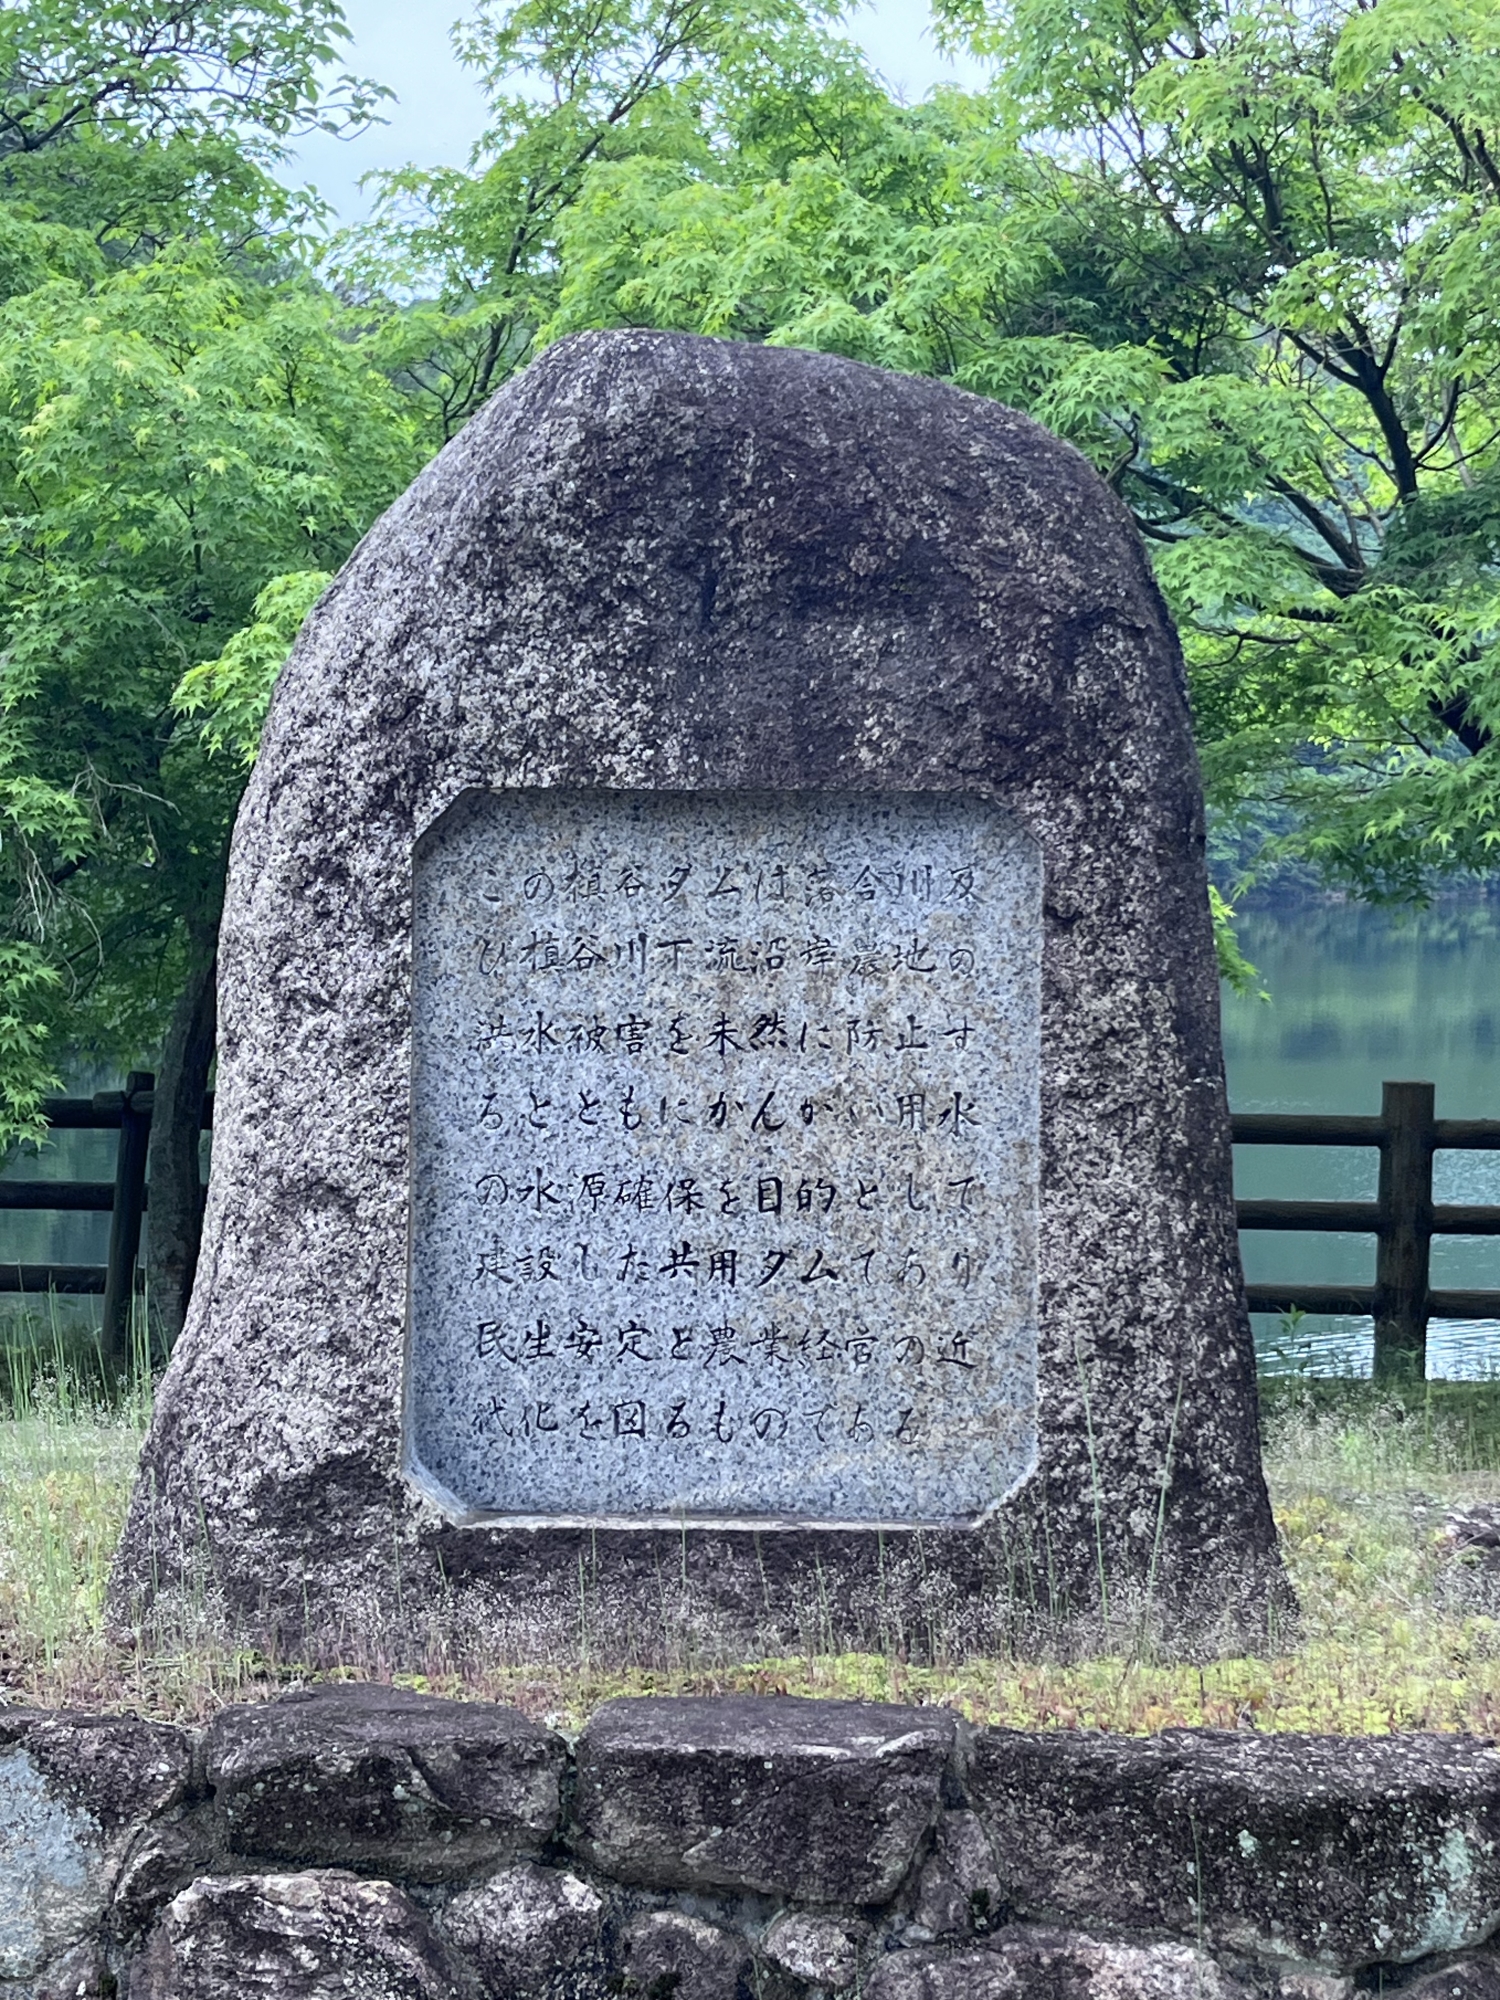 この植谷ダムは落合川及
び植谷川下流沿岸農地の
洪水被害を未然に防止す
るとともにかんがい用水
の水源確保を目的として
建設した共用ダムであり
民生安定と農業経営の近
代化を図るものである